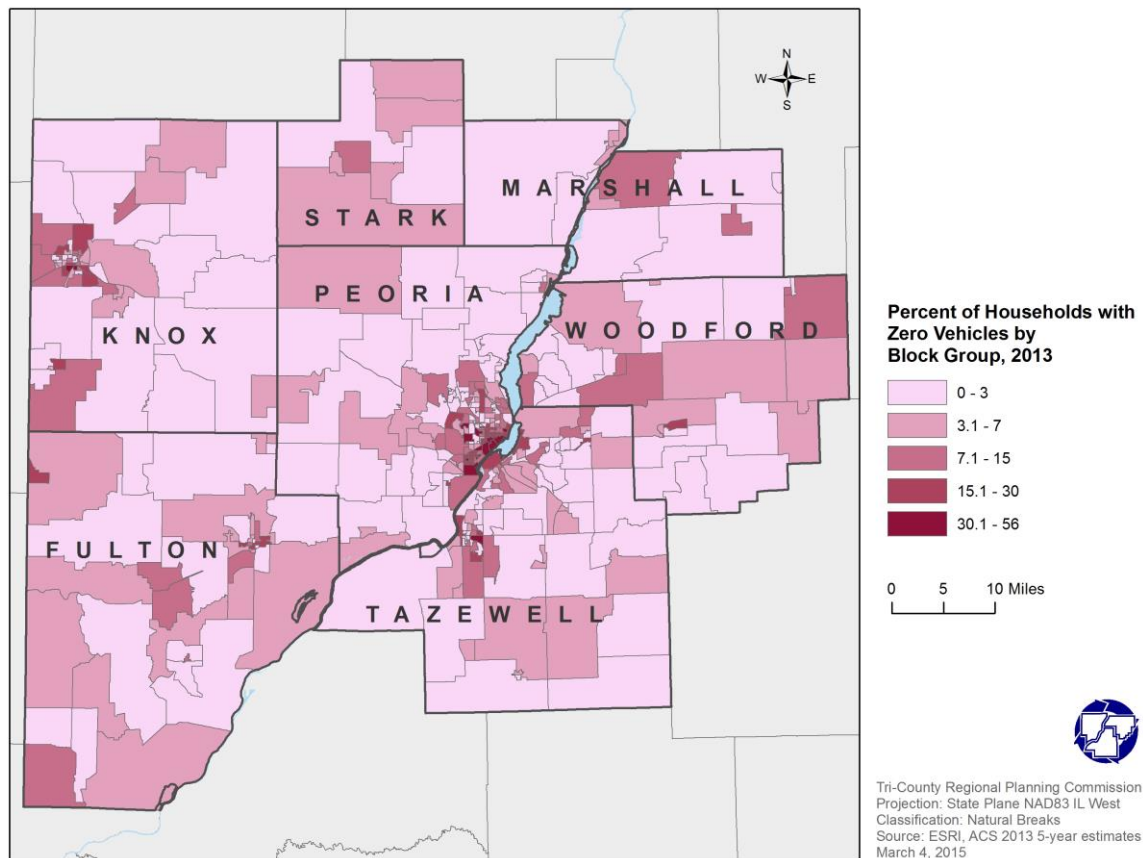 N
W E
S
MARSHALL
STARK
PEORIA
WOODFORD
KNOX
FULTON
TAZEWELL
Percent of Households with
Zero Vehicles by
Block Group, 2013
0 - 3
3.1 - 7
7.1 - 15
15.1 - 30
30.1 - 56
0 5 10 Miles
Tri-County Regional Planning Commission
Projection: State Plane NAD83 IL West
Classification: Natural Breaks
Source: ESRI, ACS 2013 5-year estimates
March 4, 2015